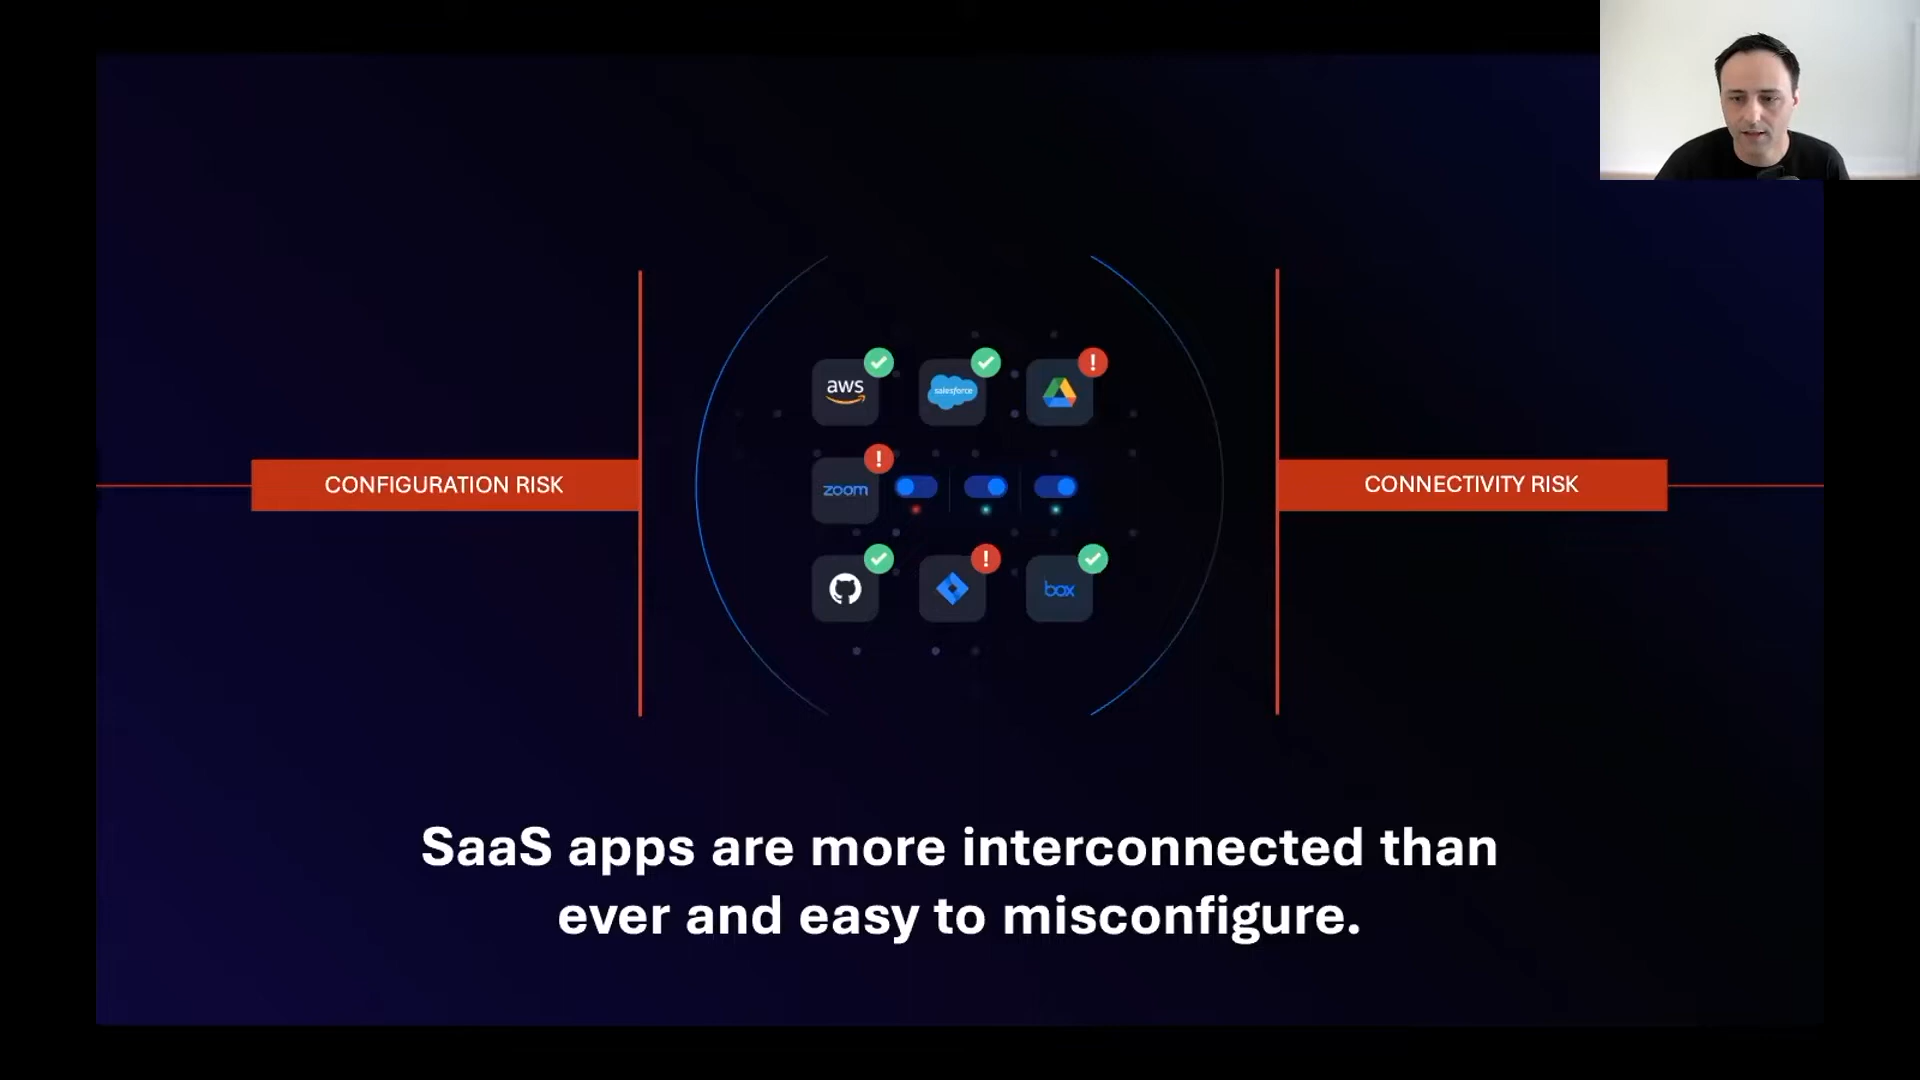 aws
salesforce
!
CONFIGURATION RISK
!
zoom
CONNECTIVITY RISK
!
box
SaaS apps are more interconnected than
ever and easy to misconfigure.